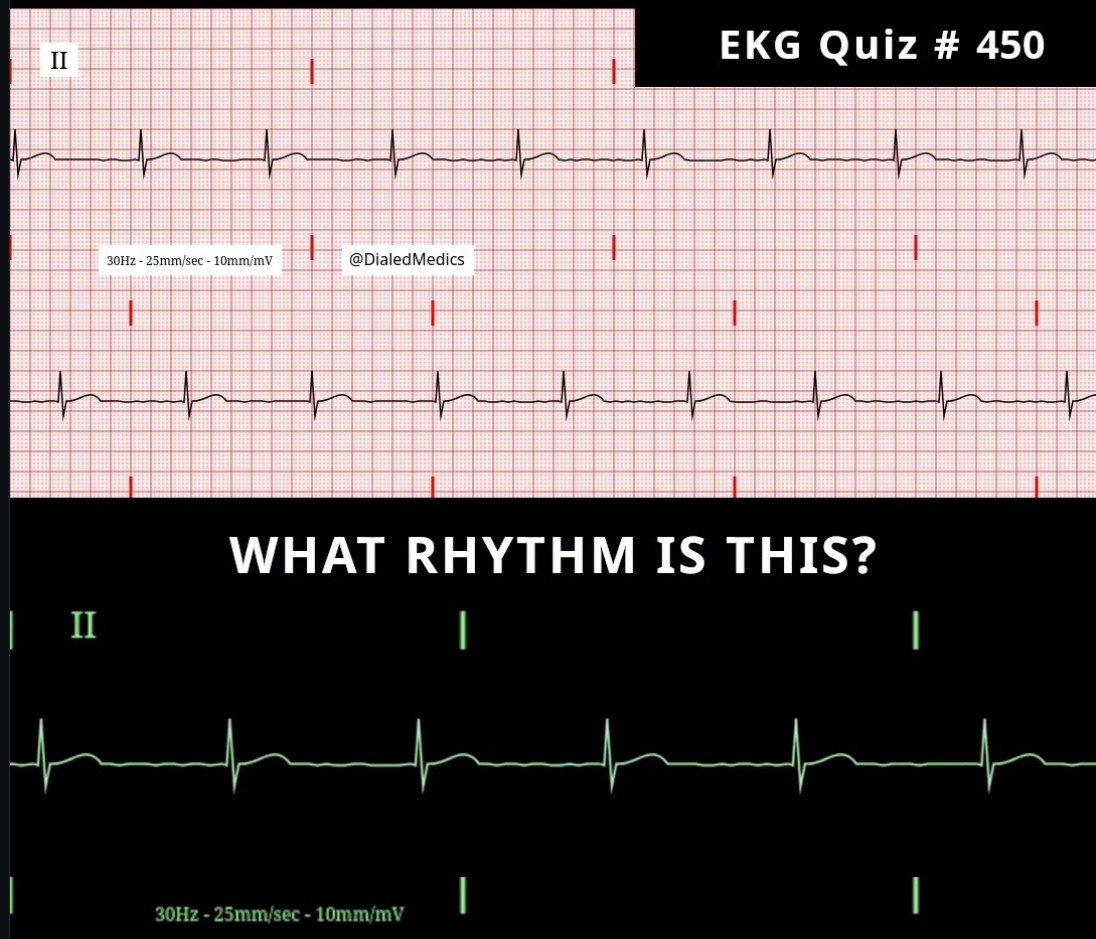 EKG Quiz # 450
II
30Hz - 25mm/sec - 10mm/mV
@DialedMedics
WHAT RHYTHM IS THIS?
II
30Hz - 25mm/sec - 10mm/mV